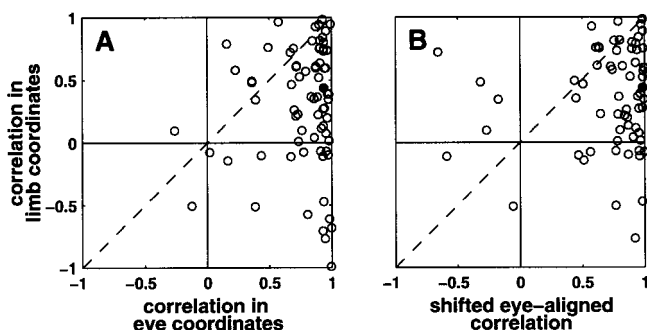 A
B
correlation in
limb coordinates
1
0.5
0
−0.5
−1
−1
−0.5
0
0.5
1
−1
−0.5
0
0.5
1
correlation in
eye coordinates
shifted eye−aligned
correlation